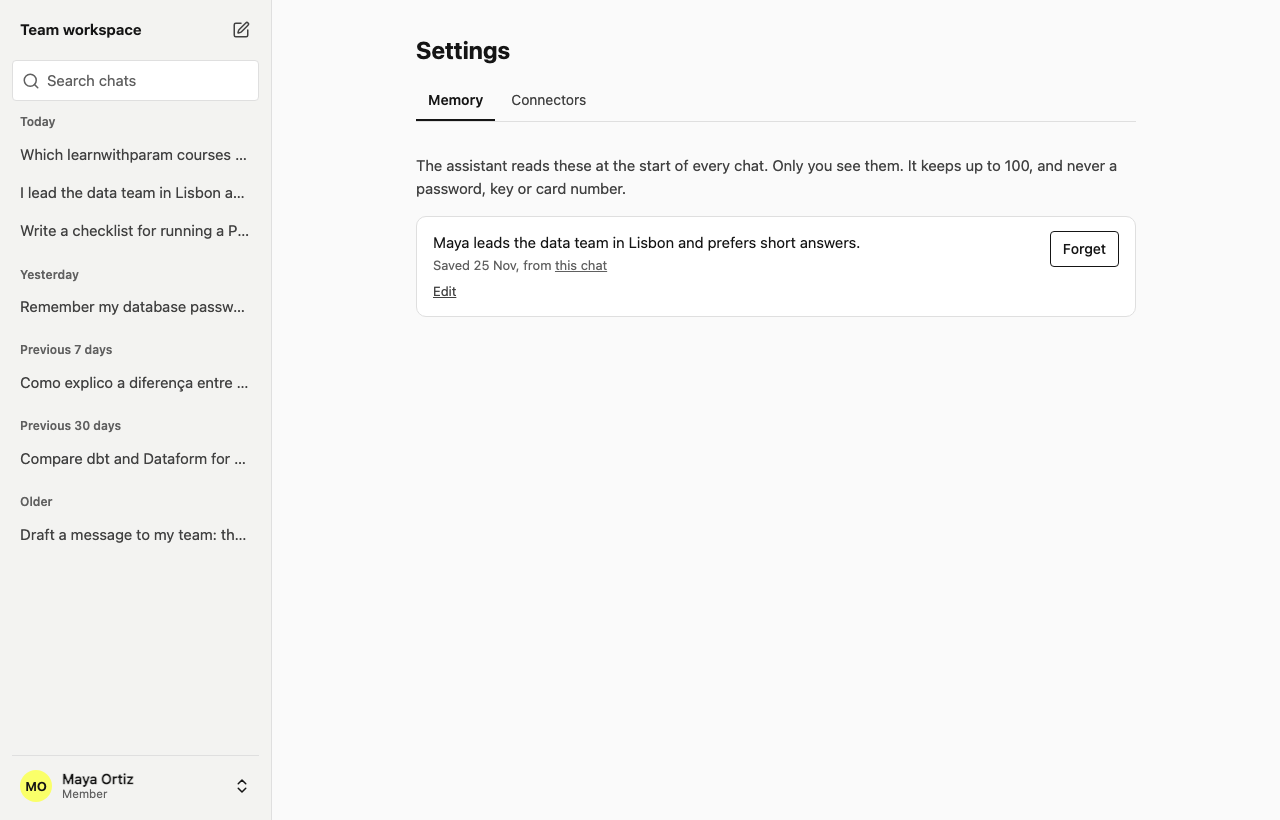 Team workspace
Search chats
Today
Which learnwithparam courses ...
I lead the data team in Lisbon a...
Write a checklist for running a P...
Yesterday
Remember my database passw...
Previous 7 days
Como explico a diferença entre ...
Previous 30 days
Compare dbt and Dataform for ...
Older
Draft a message to my team: th...
MO
Maya Ortiz
Member
Settings
Memory
Connectors
The assistant reads these at the start of every chat. Only you see them. It keeps up to 100, and never a
password, key or card number.
Maya leads the data team in Lisbon and prefers short answers.
Saved 25 Nov, from this chat
Edit
Forget